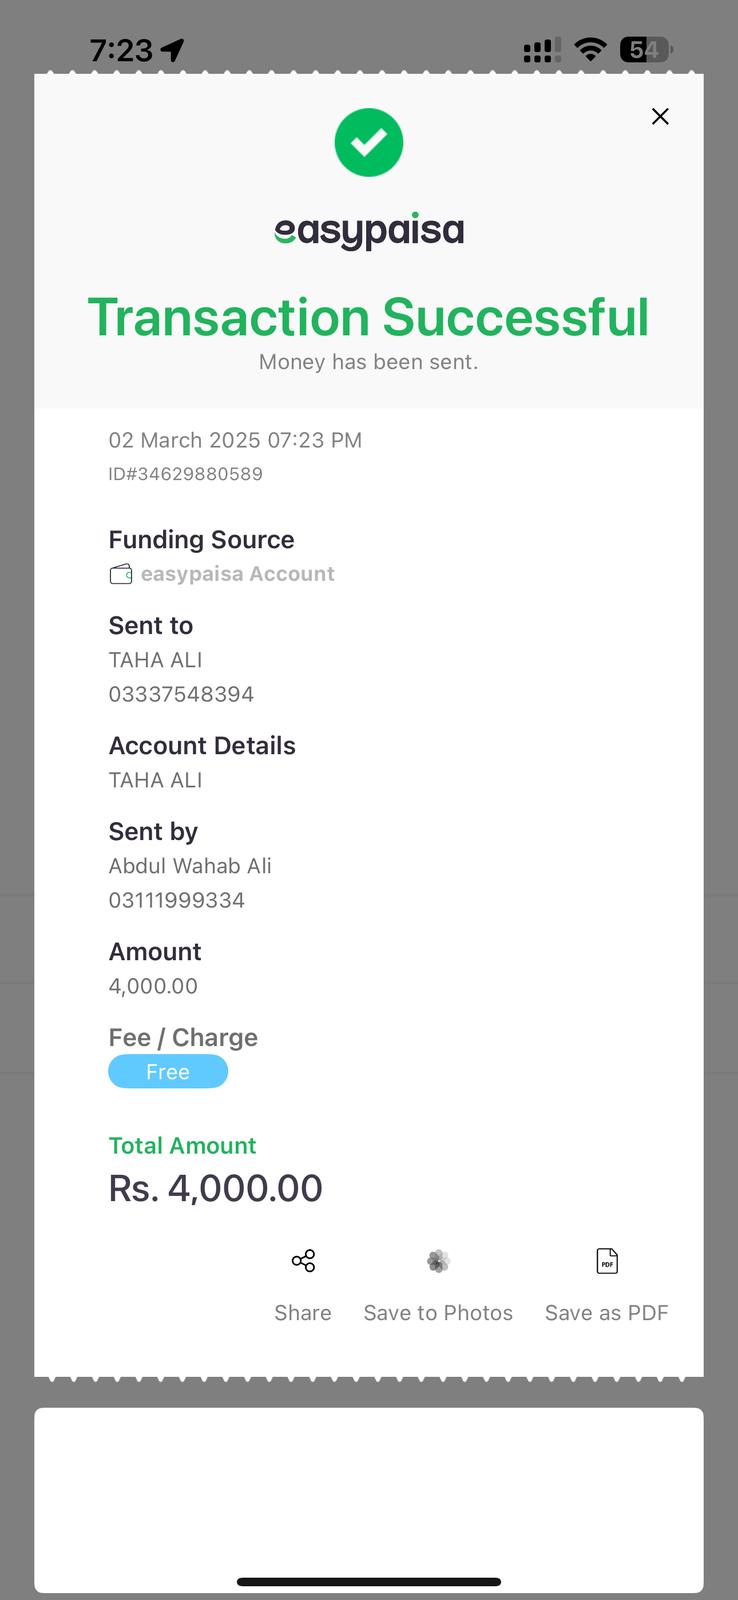 7:23
54
easypaisa
Transaction Successful
Money has been sent.
02 March 2025 07:23 PM
ID#34629880589
Funding Source
easypaisa Account
Sent to
TAHA ALI
03337548394
Account Details
TAHA ALI
Sent by
Abdul Wahab Ali
03111999334
Amount
4,000.00
Fee / Charge
Free
Total Amount
Rs. 4,000.00
PDF
Share Save to Photos Save as PDF